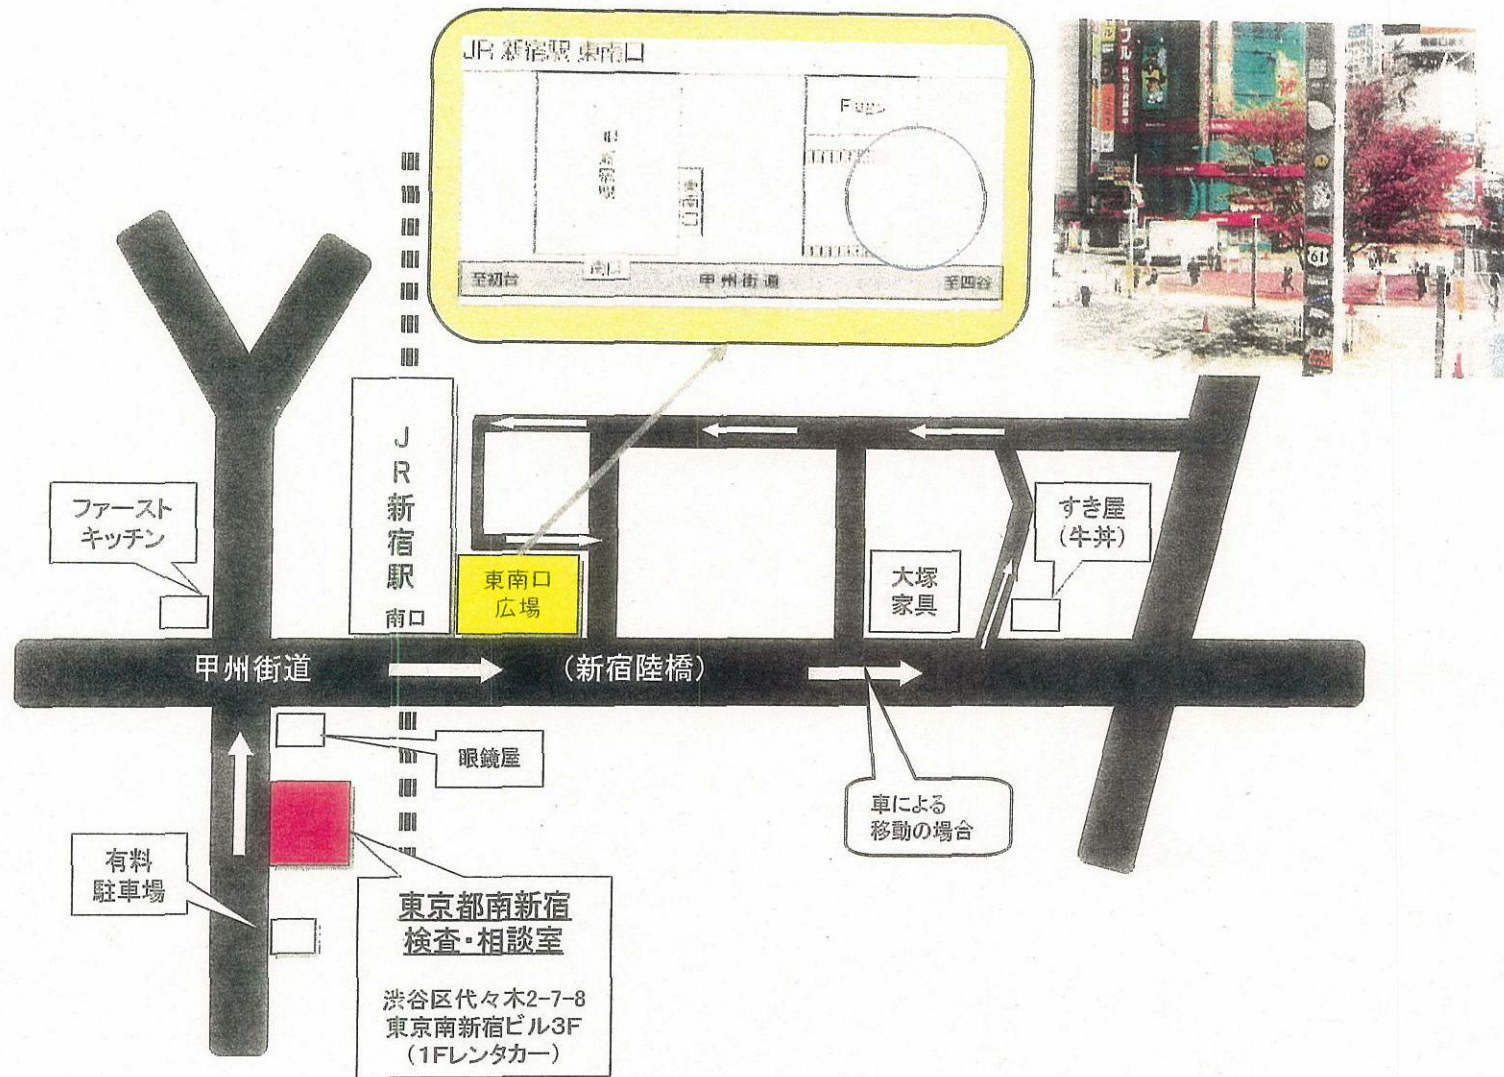 JR 新宿駅 東南口
南口
至初台
甲州街道
至四谷
61
JR新宿駅
南口
ファースト
キッチン
東南口
広場
大塚
家具
すき屋
(牛丼)
甲州街道
(新宿陸橋)
眼鏡屋
車による
移動の場合
有料
駐車場
東京都南新宿
検査・相談室
渋谷区代々木2-7-8
東京南新宿ビル3F
(1Fレンタカー)